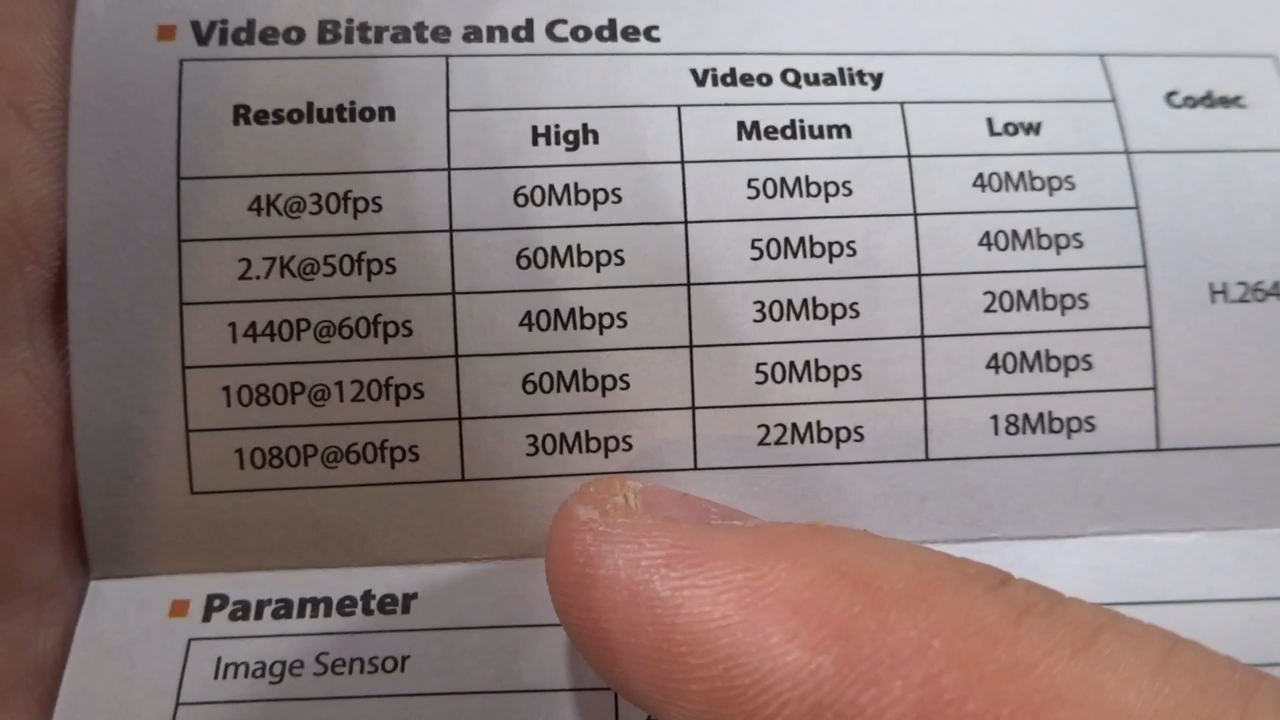 Video Bitrate and Codec
Resolution Video Quality Codec
High Medium Low
4K@30fps 60Mbps 50Mbps 40Mbps
2.7K@50fps 60Mbps 50Mbps 40Mbps
1440P@60fps 40Mbps 30Mbps 20Mbps H.264
1080P@120fps 60Mbps 50Mbps 40Mbps
1080P@60fps 30Mbps 22Mbps 18Mbps
Parameter
Image Sensor